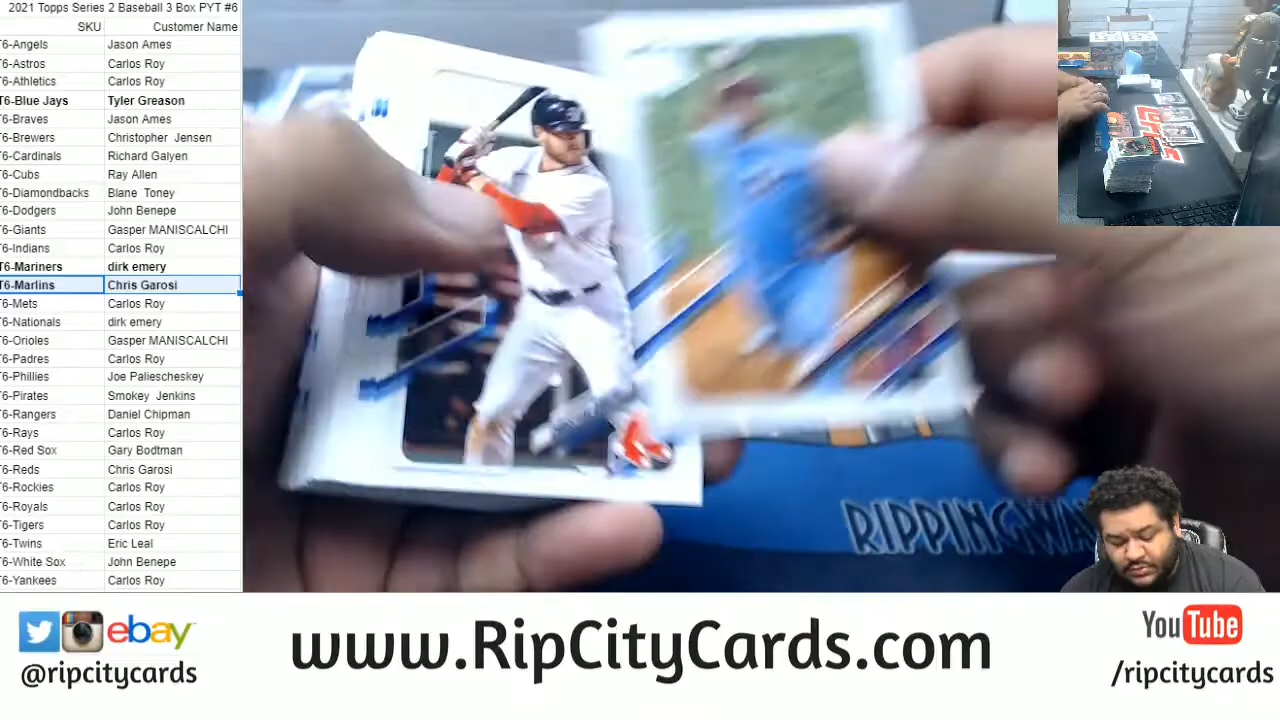 2021 Topps Series 2 Baseball 3 Box PYT #6
SKU Customer Name
T6-Angels Jason Ames
T6-Astros Carlos Roy
T6-Athletics Carlos Roy
T6-Blue Jays Tyler Greason
T6-Braves Jason Ames
T6-Brewers Christopher Jensen
T6-Cardinals Richard Galyen
T6-Cubs Ray Allen
T6-Diamondbacks Blane Toney
T6-Dodgers John Benepe
T6-Giants Gasper MANISCALCHI
T6-Indians Carlos Roy
T6-Mariners dirk emery
T6-Marlins Chris Garosi
T6-Mets Carlos Roy
T6-Nationals dirk emery
T6-Orioles Gasper MANISCALCHI
T6-Padres Carlos Roy
T6-Phillies Joe Paliescheskey
T6-Pirates Smokey Jenkins
T6-Rangers Daniel Chipman
T6-Rays Carlos Roy
T6-Red Sox Gary Bodtman
T6-Reds Chris Garosi
T6-Rockies Carlos Roy
T6-Royals Carlos Roy
T6-Tigers Carlos Roy
T6-Twins Eric Leal
T6-White Sox John Benepe
T6-Yankees Carlos Roy
RIPPINGWA
ebay
@ripcitycards
www.RipCityCards.com
YouTube
/ripcitycards